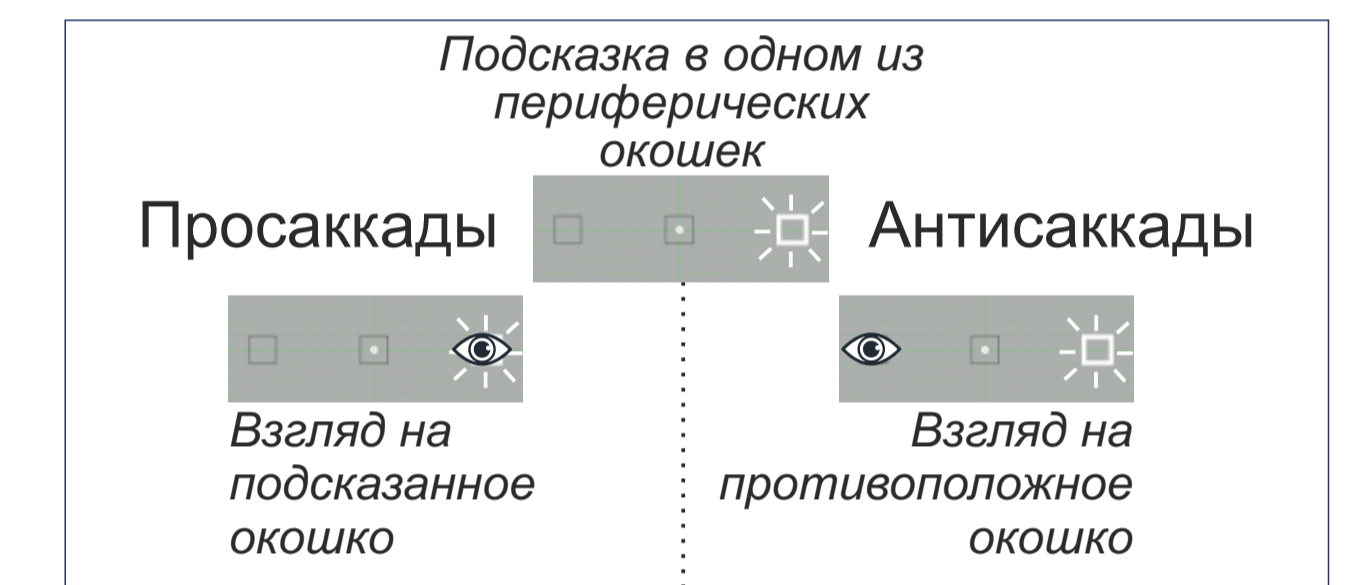 Подсказка в одном из
периферических
окошек
Просаккады
Антисаккады
Взгляд на
подсказанное
окошко
Взгляд на
противоположное
окошко